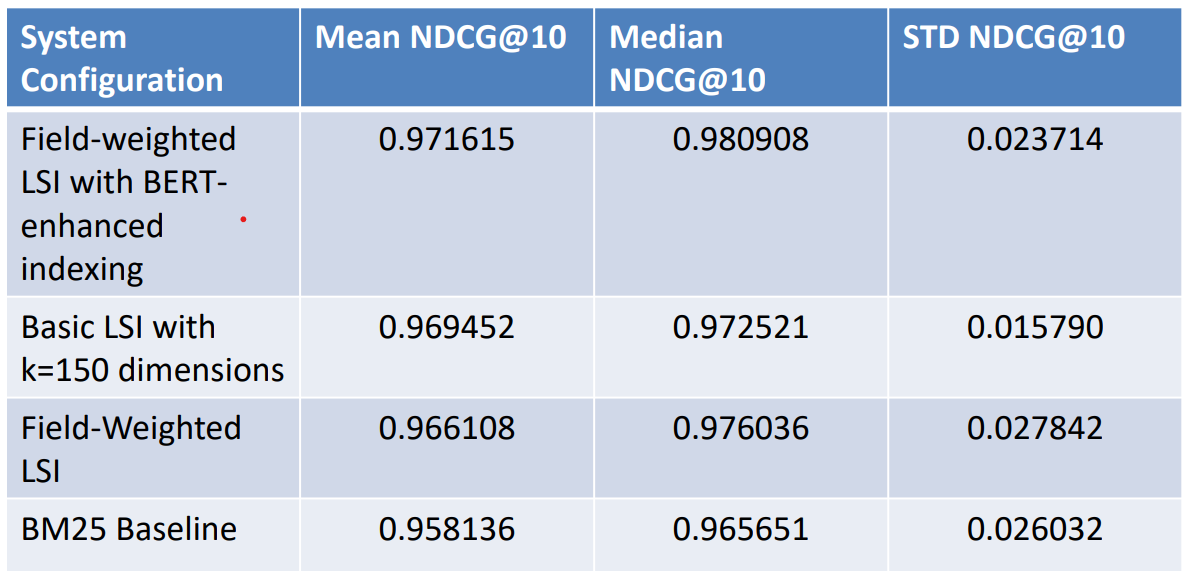 System Mean NDCG@10 Median STD NDCG@10
Configuration NDCG@10
Field-weighted 0.971615 0.980908 0.023714
LSI with BERT-
enhanced
indexing
Basic LSI with 0.969452 0.972521 0.015790
k=150 dimensions
Field-Weighted 0.966108 0.976036 0.027842
LSI
BM25 Baseline 0.958136 0.965651 0.026032